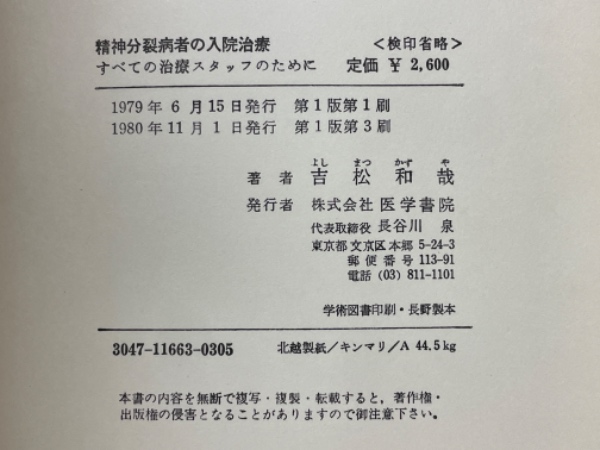 精神分裂病者の入院治療 <検印省略>
すべての治療スタッフのために 定価 ¥ 2,600
1979年 6 月 15 日発行 第1版第1刷
1980年 11 月 1 日発行 第1版第3刷
よし まつ かず や
著者 吉松和哉
発行者 株式会社 医学書院
代表取締役 長谷川 泉
東京都文京区本郷 5-24-3
郵便番号 113-91
電話 (03) 811-1101
学術図書印刷・長野製本
3047-11663-0305 北越製紙/キンマリ/A 44.5kg
本書の内容を無断で複写・複製・転載すると,著作権・
出版権の侵害となることがありますので御注意下さい。